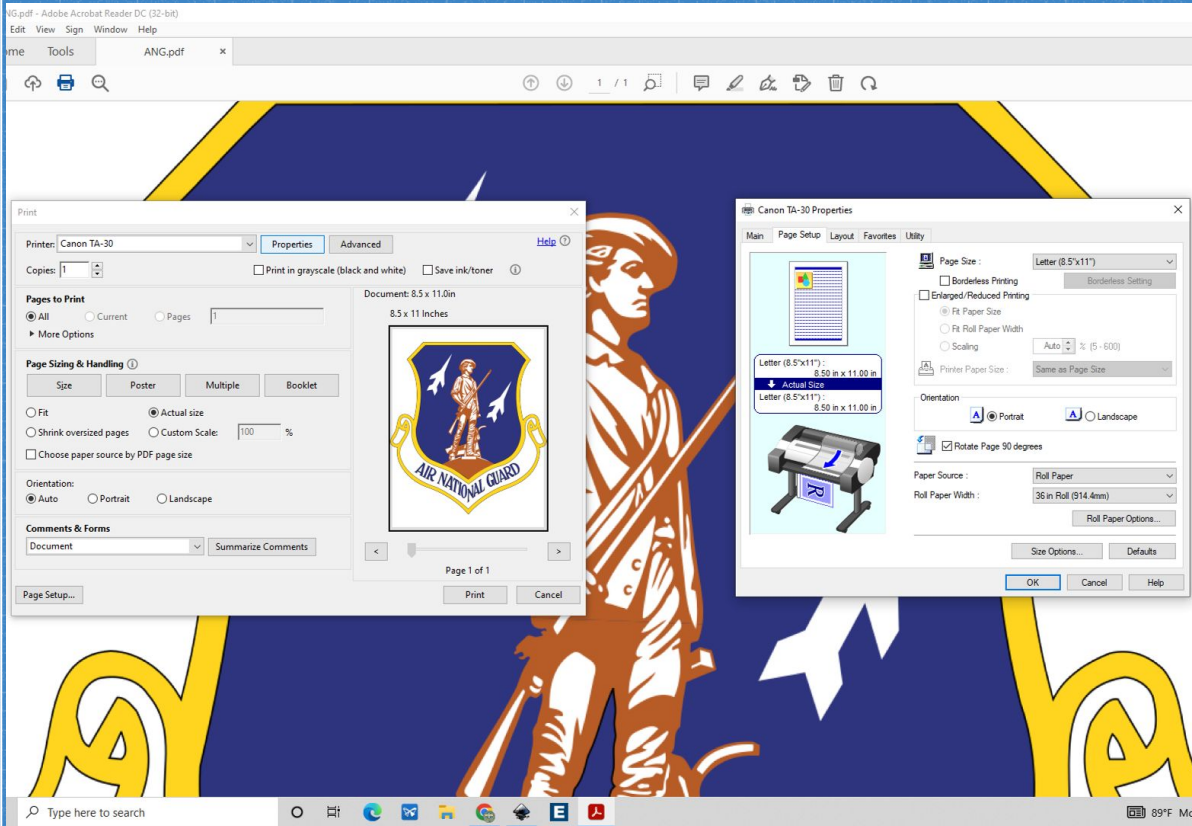 NG.pdf - Adobe Acrobat Reader DC (32-bit)
Edit View Sign Window Help
ome Tools ANG.pdf ×
1 / 1
Print ×
Printer: Canon TA-30 Properties Advanced Help
Copies: 1 Print in grayscale (black and white) Save ink/toner
Pages to Print
All Current Pages 1
More Options
Page Sizing & Handling
Size Poster Multiple Booklet
Fit Actual size
Shrink oversized pages Custom Scale: 100 %
Choose paper source by PDF page size
Orientation:
Auto Portrait Landscape
Comments & Forms
Document Summarize Comments
Page Setup...
Document: 8.5 x 11.0in
8.5 x 11 Inches
AIR NATIONAL GUARD
< >
Page 1 of 1
Print Cancel
Canon TA-30 Properties ×
Main Page Setup Layout Favorites Utility
Letter (8.5"x11") :
8.50 in x 11.00 in
Actual Size
Letter (8.5"x11") :
8.50 in x 11.00 in
R
Page Size : Letter (8.5"x11")
Borderless Printing Borderless Setting
Enlarged/Reduced Printing
Fit Paper Size
Fit Roll Paper Width
Scaling Auto % (5 - 600)
Printer Paper Size : Same as Page Size
Orientation
A Portrait A Landscape
Rotate Page 90 degrees
Paper Source : Roll Paper
Roll Paper Width : 36 in Roll (914.4mm)
Roll Paper Options...
Size Options... Defaults
OK Cancel Help
Type here to search
E
89°F Mo